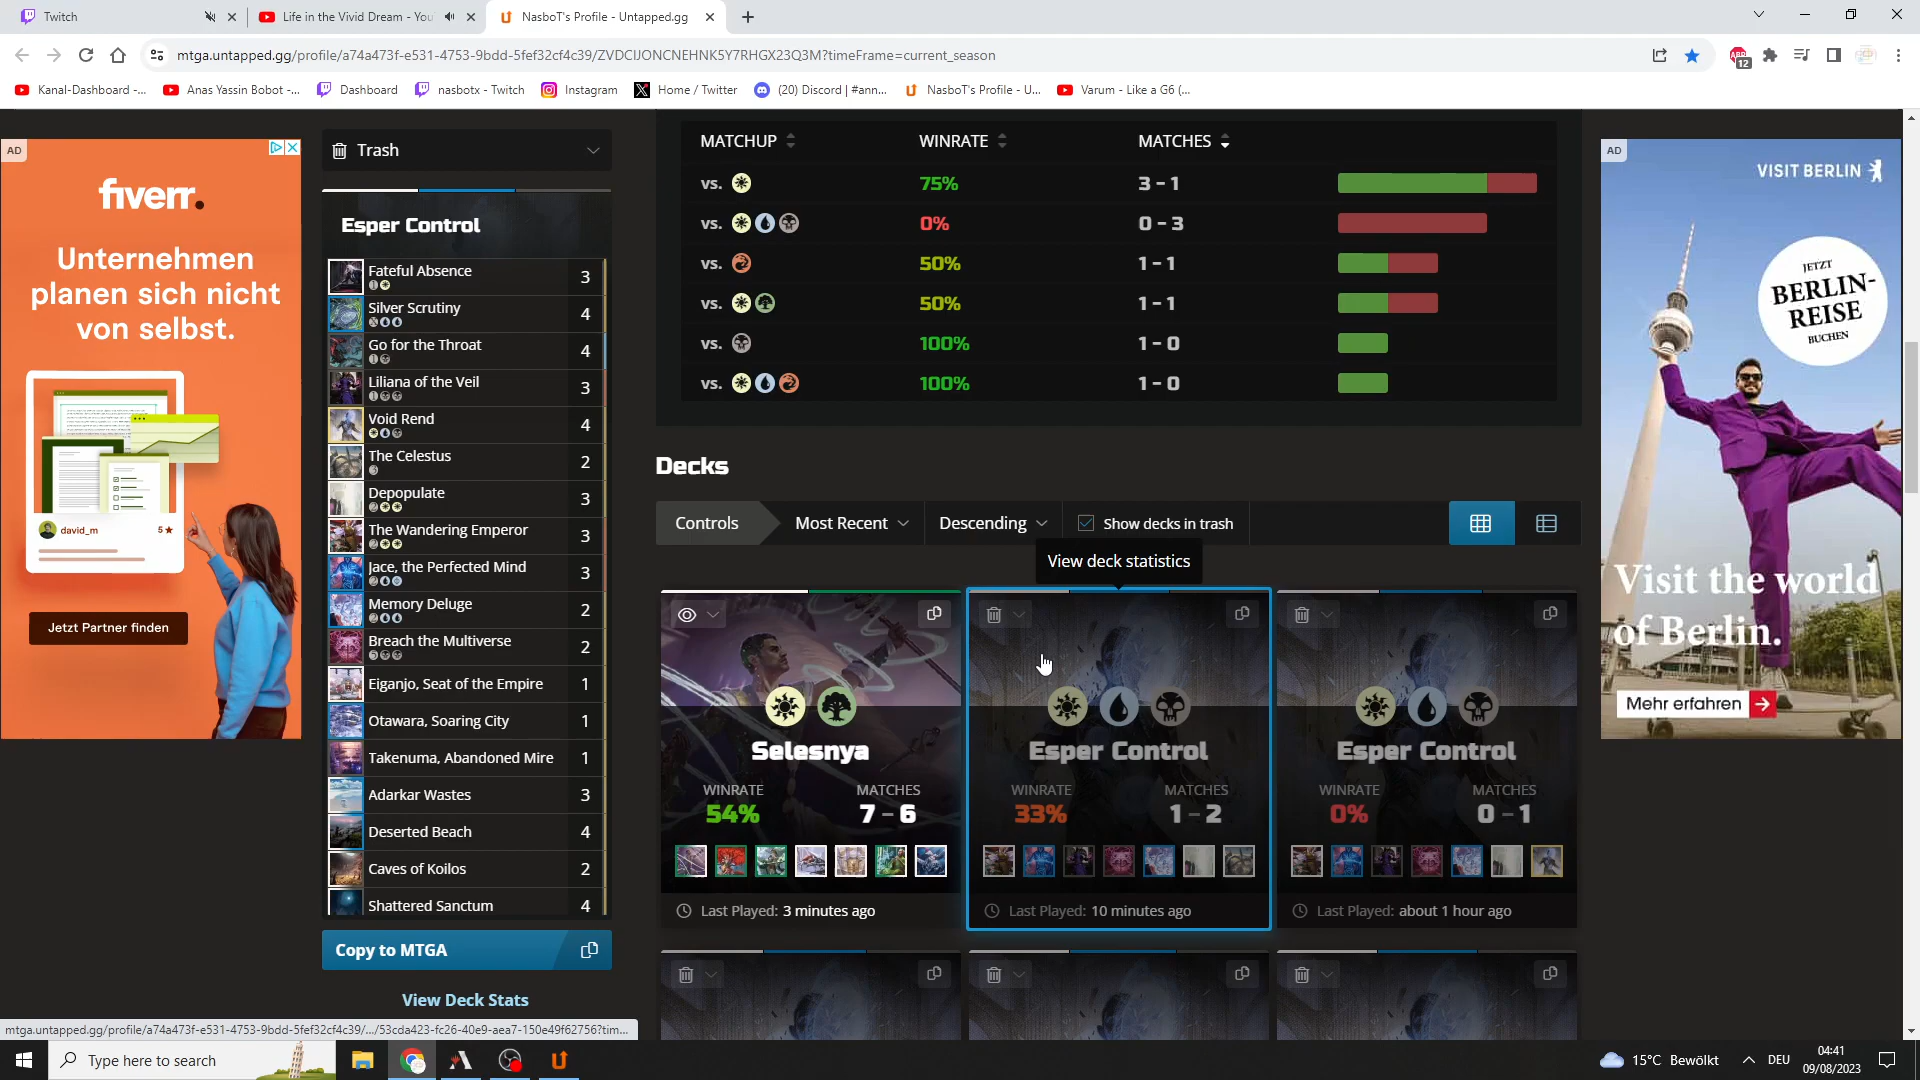 Twitch
Life in the Vivid Dream - You
NasboT's Profile - Untapped.gg
mtga.untapped.gg/profile/a74a473f-e531-4753-9bdd-5fef32cf4c39/ZVDCIJONCNEHNK5Y7RHGX23Q3M?timeFrame=current_season
12
Kanal-Dashboard -...
Anas Yassin Bobot -...
Dashboard
nasbotx - Twitch
Instagram
Home / Twitter
(20) Discord | #ann...
NasboT's Profile - U...
Varum - Like a G6 (...
AD
fiverr.
Unternehmen
planen sich nicht
von selbst.
david_m
5★
Jetzt Partner finden
Trash
Esper Control
Fateful Absence 3
Silver Scrutiny 4
Go for the Throat 4
Liliana of the Veil 3
Void Rend 4
The Celestus 2
Depopulate 3
The Wandering Emperor 3
Jace, the Perfected Mind 3
Memory Deluge 2
Breach the Multiverse 2
Eiganjo, Seat of the Empire 1
Otawara, Soaring City 1
Takenuma, Abandoned Mire 1
Adarkar Wastes 3
Deserted Beach 4
Caves of Koilos 2
Shattered Sanctum 4
Copy to MTGA
View Deck Stats
MATCHUP WINRATE MATCHES
vs. 75% 3 - 1
vs. 0% 0 - 3
vs. 50% 1 - 1
vs. 50% 1 - 1
vs. 100% 1 - 0
vs. 100% 1 - 0
Decks
Controls Most Recent Descending Show decks in trash
View deck statistics
Selesnya
WINRATE MATCHES
54% 7 - 6
Last Played: 3 minutes ago
Esper Control
WINRATE MATCHES
33% 1 - 2
Last Played: 10 minutes ago
Esper Control
WINRATE MATCHES
0% 0 - 1
Last Played: about 1 hour ago
AD
VISIT BERLIN
JETZT
BERLIN-
REISE
BUCHEN
Visit the world
of Berlin.
Mehr erfahren
mtga.untapped.gg/profile/a74a473f-e531-4753-9bdd-5fef32cf4c39/.../53cda423-fc26-40e9-aea7-150e49f62756?tim...
Type here to search
15°C Bewölkt
DEU
04:41
09/08/2023